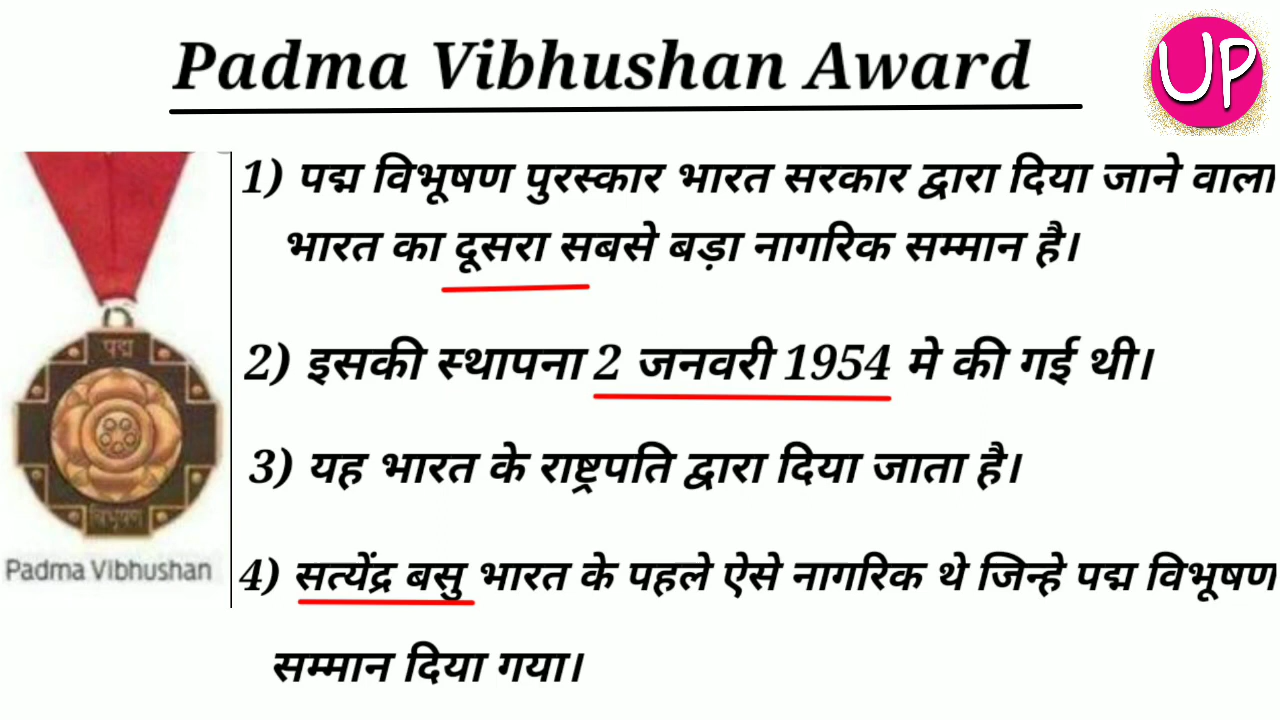 Padma Vibhushan Award
UP
1) पद्म विभूषण पुरस्कार भारत सरकार द्वारा दिया जाने वाला
भारत का दूसरा सबसे बड़ा नागरिक सम्मान है।
2) इसकी स्थापना 2 जनवरी 1954 मे की गई थी।
3) यह भारत के राष्ट्रपति द्वारा दिया जाता है।
4) सत्येंद्र बसु भारत के पहले ऐसे नागरिक थे जिन्हे पद्म विभूषण
सम्मान दिया गया।
पद्म
विभूषण
Padma Vibhushan